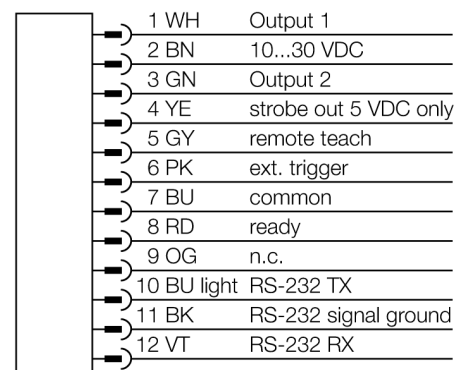 1 WH Output 1
2 BN 10...30 VDC
3 GN Output 2
4 YE strobe out 5 VDC only
5 GY remote teach
6 PK ext. trigger
7 BU common
8 RD ready
9 OG n.c.
10 BU light RS-232 TX
11 BK RS-232 signal ground
12 VT RS-232 RX